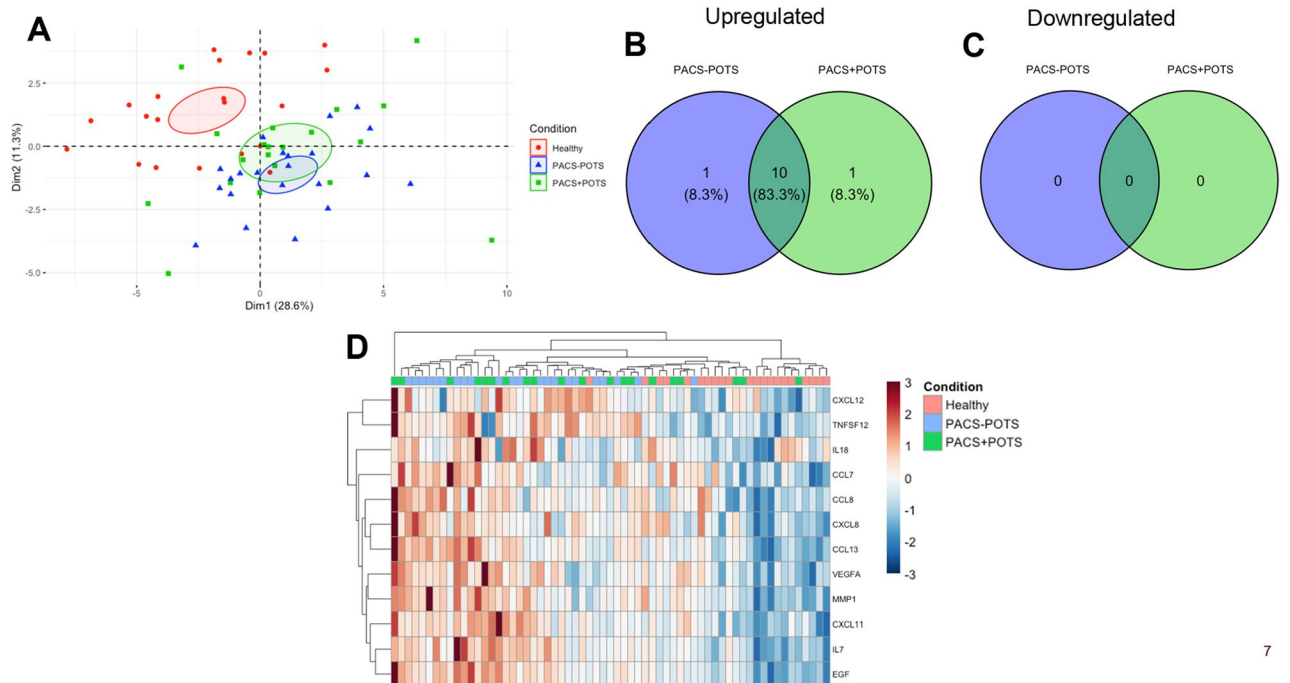 A
2.5
0.0
-2.5
-5.0
-5
0
5
10
Dim1 (28.6%)
Dim2 (11.3%)
Condition
Healthy
PACS-POTS
PACS+POTS
Upregulated
B
PACS-POTS
PACS+POTS
1
(8.3%)
10
(83.3%)
1
(8.3%)
Downregulated
C
PACS-POTS
PACS+POTS
0
0
0
D
CXCL12
TNFSF12
IL18
CCL7
CCL8
CXCL8
CCL13
VEGFA
MMP1
CXCL11
IL7
EGF
3
2
1
0
-1
-2
-3
Condition
Healthy
PACS-POTS
PACS+POTS
7